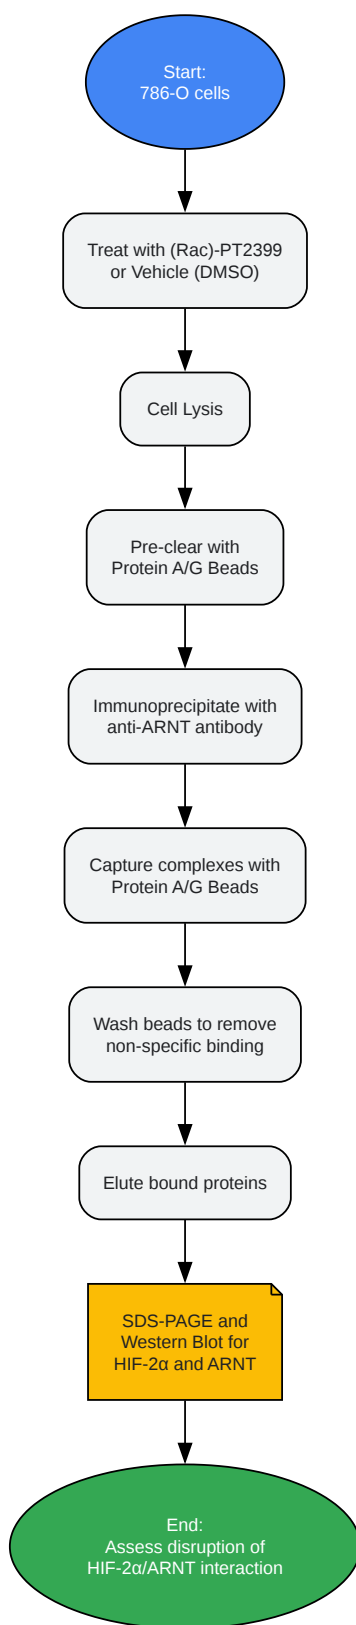 Start:
786-O cells
Treat with (Rac)-PT2399
or Vehicle (DMSO)
Cell Lysis
Pre-clear with
Protein A/G Beads
Immunoprecipitate with
anti-ARNT antibody
Capture complexes with
Protein A/G Beads
Wash beads to remove
non-specific binding
Elute bound proteins
SDS-PAGE and
Western Blot for
HIF-2α and ARNT
End:
Assess disruption of
HIF-2α/ARNT interaction